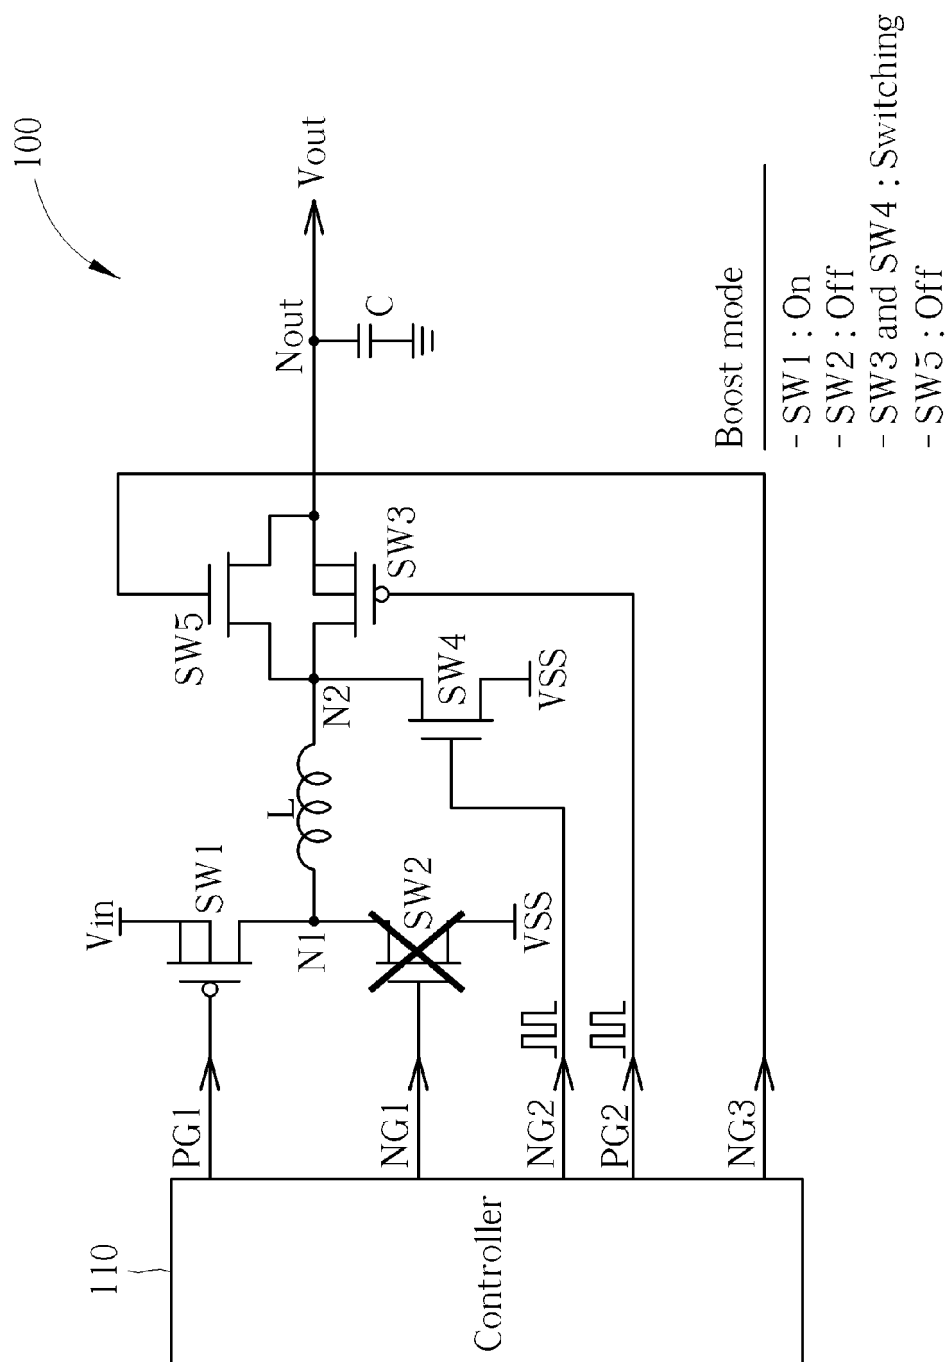 100
110
Controller
PG1
NG1
NG2
PG2
NG3
Vin
SW1
N1
SW2
VSS
L
N2
SW4
VSS
SW5
SW3
Nout
C
Vout
Boost mode
- SW1 : On
- SW2 : Off
- SW3 and SW4 : Switching
- SW5 : Off